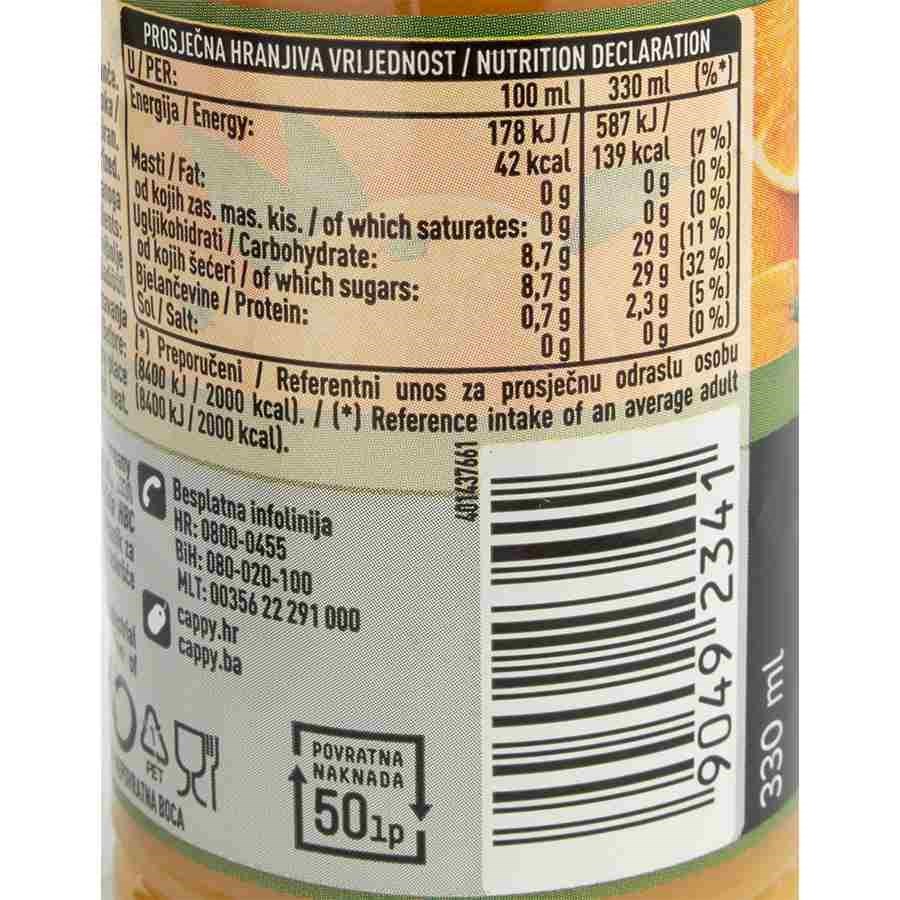 PROSJEČNA HRANJIVA VRIJEDNOST / NUTRITION DECLARATION
U / PER: 100 ml 330 ml (%*)
Energija / Energy: 178 kJ / 587 kJ /
42 kcal 139 kcal (7 %)
Masti / Fat: 0 g 0 g (0 %)
od kojih zas. mas. kis. / of which saturates: 0 g 0 g (0 %)
Ugljikohidrati / Carbohydrate: 8,7 g 29 g (11 %)
od kojih šećeri / of which sugars: 8,7 g 29 g (32 %)
Bjelančevine / Protein: 0,7 g 2,3 g (5 %)
Sol / Salt: 0 g 0 g (0 %)
(*) Preporučeni / Referentni unos za prosječnu odraslu osobu
(8400 kJ / 2000 kcal). / (*) Reference intake of an average adult
(8400 kJ / 2000 kcal).
401437661
Besplatna infolinija
HR: 0800-0455
BiH: 080-020-100
MLT: 00356 22 291 000
cappy.hr
cappy.ba
1
PET
BOCA
POVRATNA
NAKNADA
50lp
9049 2341
330 ml